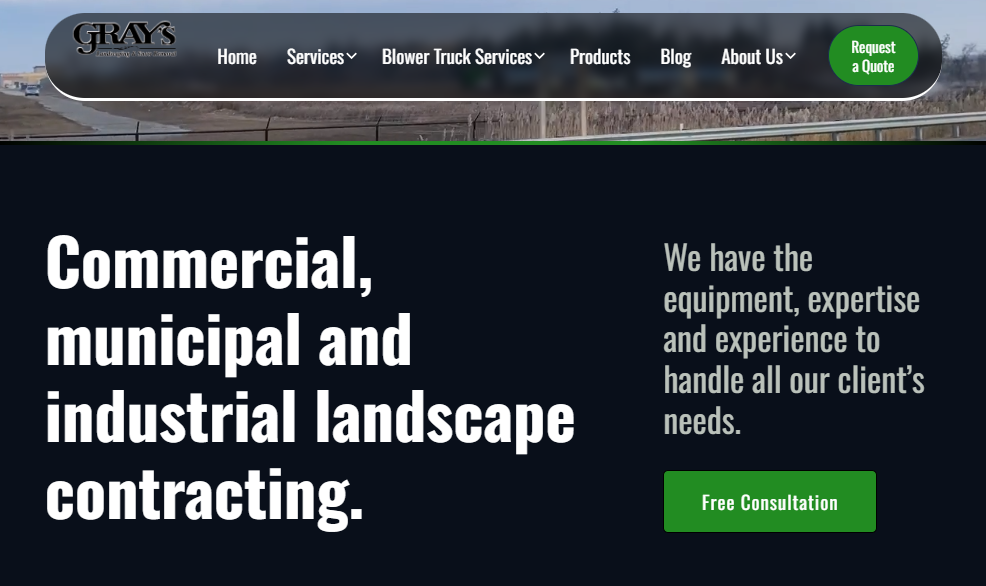 GRAY'S
Landscaping & Snow Removal
Home
Services
Blower Truck Services
Products
Blog
About Us
Request
a Quote
Commercial,
municipal and
industrial landscape
contracting.
We have the
equipment, expertise
and experience to
handle all our client’s
needs.
Free Consultation